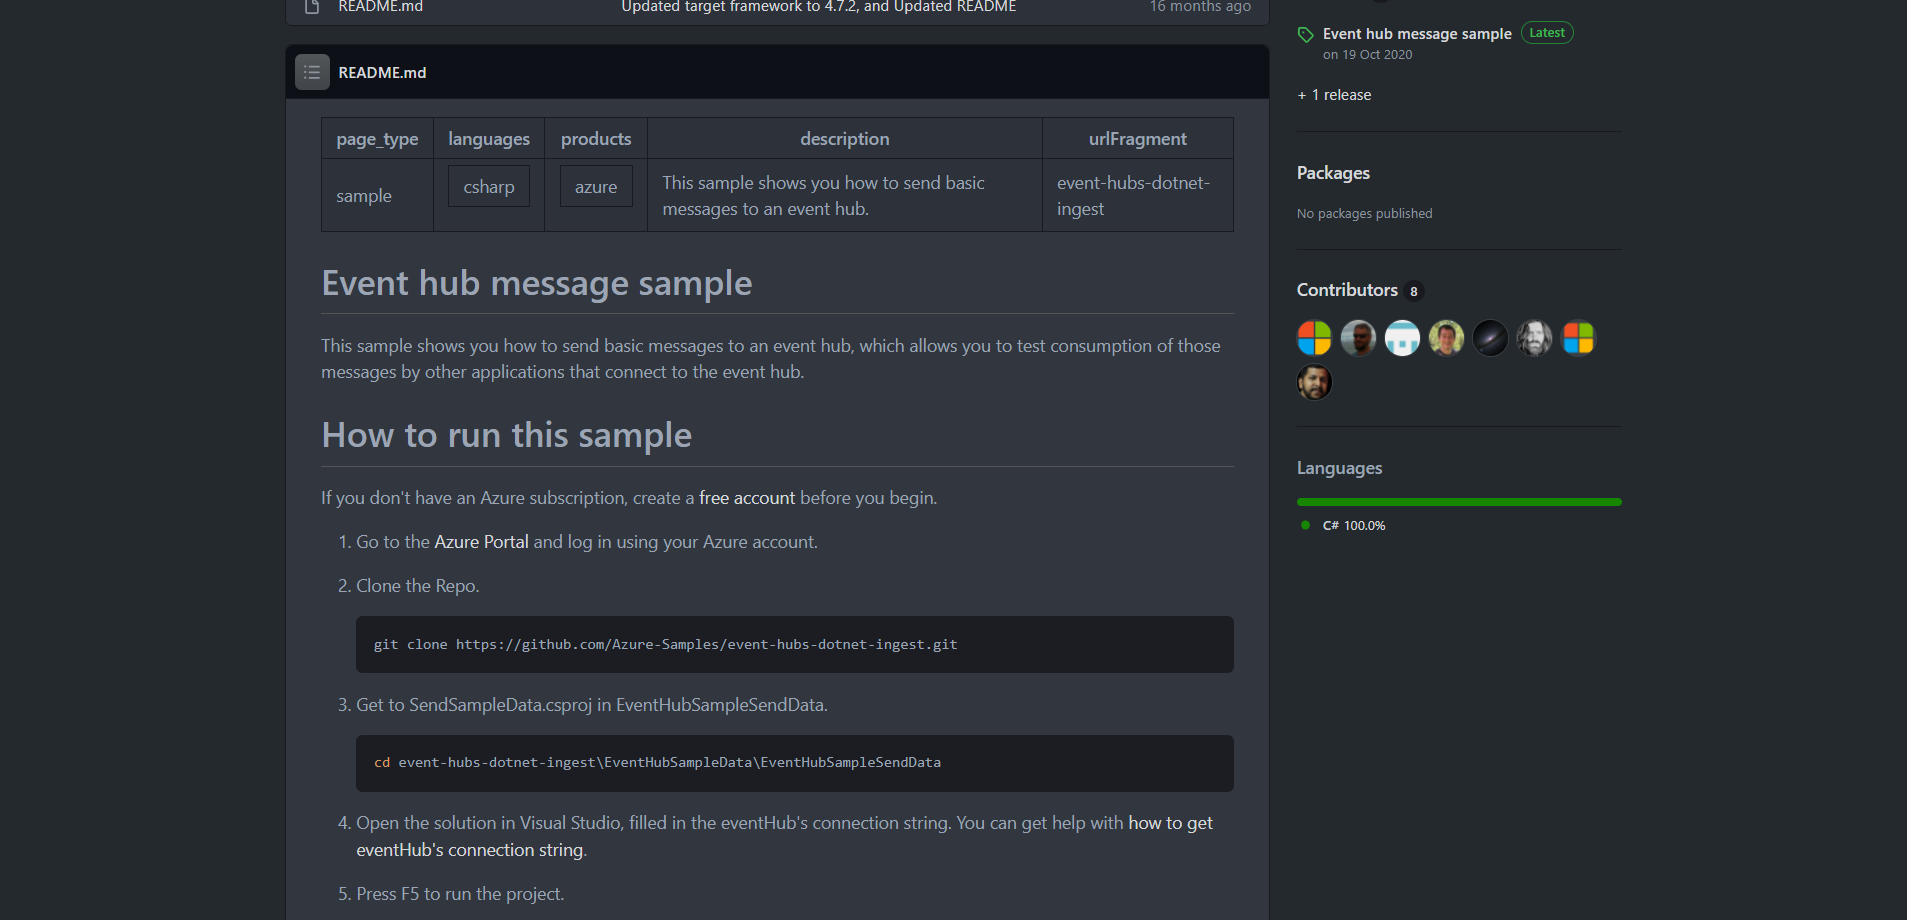 README.md Updated target framework to 4.7.2, and Updated README 16 months ago
README.md
page_type languages products description urlFragment
sample csharp azure This sample shows you how to send basic messages to an event hub. event-hubs-dotnet-ingest
Event hub message sample
This sample shows you how to send basic messages to an event hub, which allows you to test consumption of those
messages by other applications that connect to the event hub.
How to run this sample
If you don't have an Azure subscription, create a free account before you begin.
1. Go to the Azure Portal and log in using your Azure account.
2. Clone the Repo.
git clone https://github.com/Azure-Samples/event-hubs-dotnet-ingest.git
3. Get to SendSampleData.csproj in EventHubSampleSendData.
cd event-hubs-dotnet-ingest\EventHubSampleData\EventHubSampleSendData
4. Open the solution in Visual Studio, filled in the eventHub's connection string. You can get help with how to get
eventHub's connection string.
5. Press F5 to run the project.
Event hub message sample Latest
on 19 Oct 2020
+ 1 release
Packages
No packages published
Contributors 8
Languages
C# 100.0%